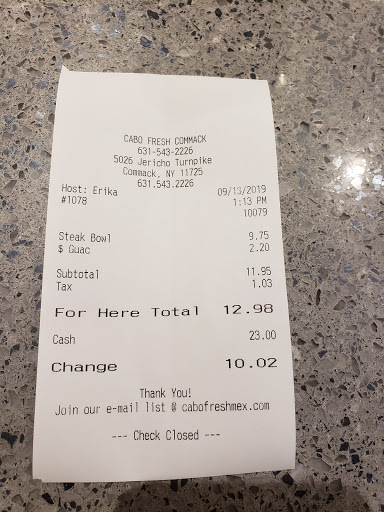 CABO FRESH COMMACK
631-543-2226
5026 Jericho Turnpike
Commack, NY 11725
631.543.2226
Host: Erika 09/13/2019
#1078 1:13 PM
10079
Steak Bowl 9.75
$ Guac 2.20
Subtotal 11.95
Tax 1.03
For Here Total 12.98
Cash 23.00
Change 10.02
Thank You!
Join our e-mail list @ cabofreshmex.com
--- Check Closed ---